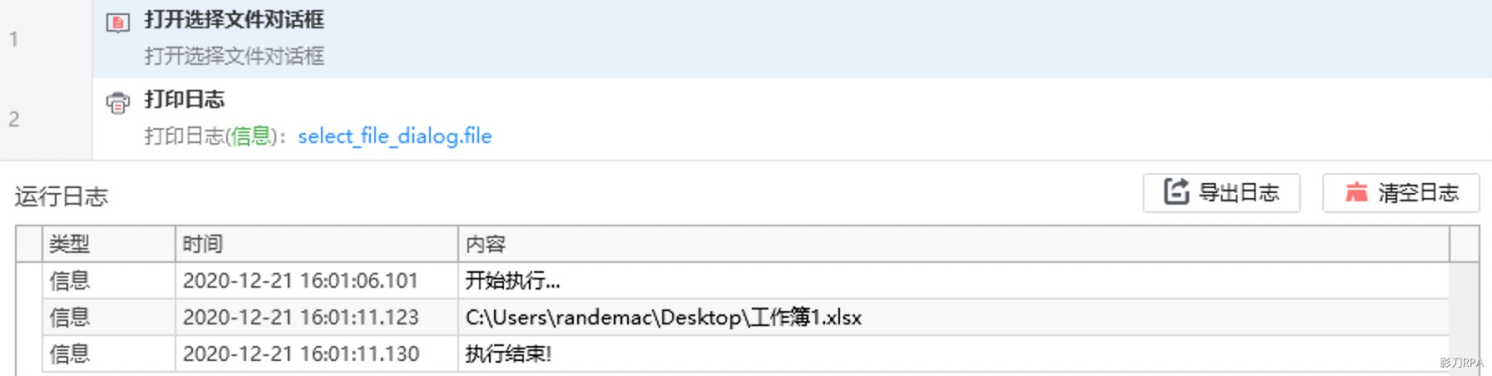 1
打开选择文件对话框
打开选择文件对话框
2
打印日志
打印日志(信息)：select_file_dialog.file
运行日志 导出日志 清空日志
类型 时间 内容
信息 2020-12-21 16:01:06.101 开始执行...
信息 2020-12-21 16:01:11.123 C:\Users\randemac\Desktop\工作簿1.xlsx
信息 2020-12-21 16:01:11.130 执行结束!
影刀RPA